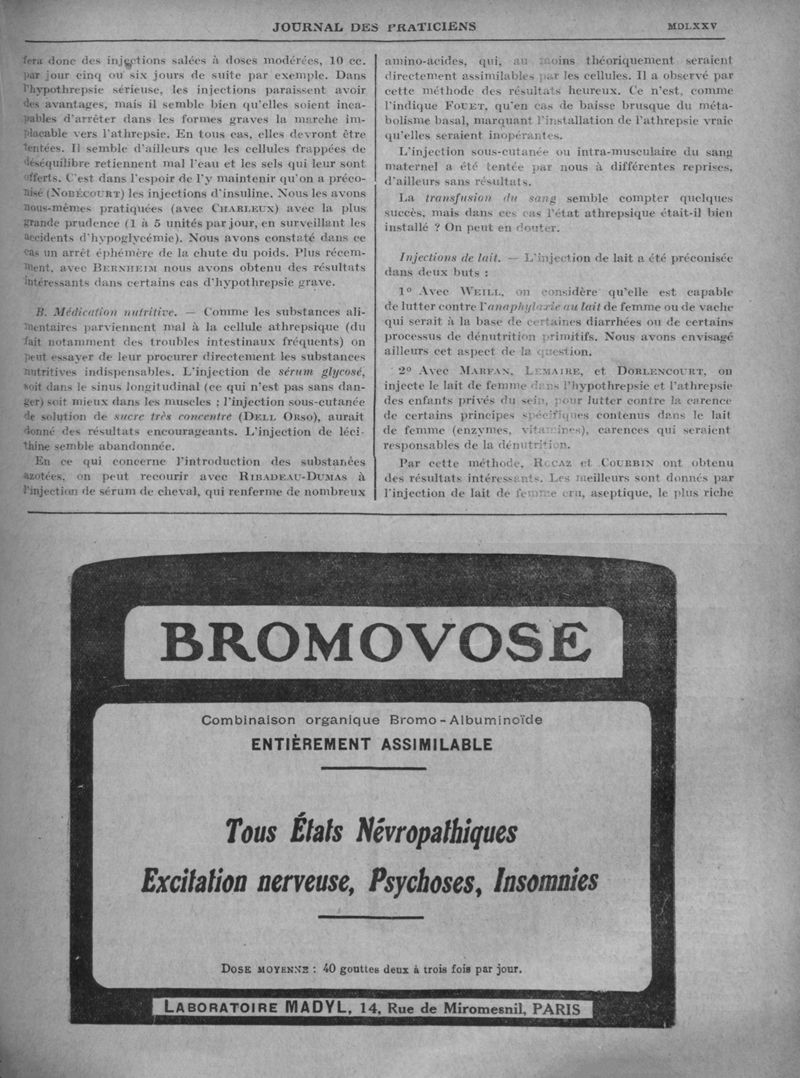 JOURNAL DES PRATICIENS
MDLXXV
fera donc des injections salées à doses modérées, 10 cc.
par jour cinq ou six jours de suite par exemple. Dans
l'hypothrepsie sérieuse, les injections paraissent avoir
des avantages, mais il semble bien qu'elles soient inca-
pables d'arrêter dans les formes graves la marche im-
placable vers l'athrepsie. En tous cas, elles devront être
tentées. Il semble d'ailleurs que les cellules frappées de
déséquilibre retiennent mal l'eau et les sels qui leur sont
offerts. C'est dans l'espoir de l'y maintenir qu'on a préco-
nisé (NOBÉCOURT) les injections d'insuline. Nous les avons
nous-mêmes pratiquées (avec CHARLEUX) avec la plus
grande prudence (1 à 5 unités par jour, en surveillant les
accidents d'hypoglycémie). Nous avons constaté dans ce
cas un arrêt éphémère de la chute du poids. Plus récem-
ment, avec BERNHEIM nous avons obtenu des résultats
intéressants dans certains cas d'hypothrepsie grave.
B. Médication nutritive. — Comme les substances ali-
mentaires parviennent mal à la cellule athrepsique (du
fait notamment des troubles intestinaux fréquents) on
peut essayer de leur procurer directement les substances
nutritives indispensables. L'injection de sérum glycosé,
soit dans le sinus longitudinal (ce qui n'est pas sans dan-
ger) soit mieux dans les muscles ; l'injection sous-cutanée
de solution de sucre très concentré (DELL ORSO), aurait
donné des résultats encourageants. L'injection de léci-
thine semble abandonnée.
En ce qui concerne l'introduction des substances
azotées, on peut recourir avec RIBADEAU-DUMAS à
l'injection de sérum de cheval, qui renferme de nombreux
amino-acides, qui, au moins théoriquement seraient
directement assimilables par les cellules. Il a observé par
cette méthode des résultats heureux. Ce n'est, comme
l'indique FOUET, qu'en cas de baisse brusque du méta-
bolisme basal, marquant l'installation de l'athrepsie vraie
qu'elles seraient inopérantes.
L'injection sous-cutanée ou intra-musculaire du sang
maternel a été tentée par nous à différentes reprises,
d'ailleurs sans résultats.
La transfusion du sang semble compter quelques
succès, mais dans ces cas l'état athrepsique était-il bien
installé ? On peut en douter.
Injections de lait. — L'injection de lait a été préconisée
dans deux buts :
1° Avec WEILL, on considère qu'elle est capable
de lutter contre l'anaphylaxie au lait de femme ou de vache
qui serait à la base de certaines diarrhées ou de certains
processus de dénutrition primitifs. Nous avons envisagé
ailleurs cet aspect de la question.
2° Avec MARFAN, LEMAIRE, et DORLENCOURT, on
injecte le lait de femme dans l'hypothrepsie et l'athrepsie
des enfants privés du sein, pour lutter contre la carence
de certains principes spécifiques contenus dans le lait
de femme (enzymes, vitamines), carences qui seraient
responsables de la dénutrition.
Par cette méthode, ROCAZ et COURBIN ont obtenu
des résultats intéressants. Les meilleurs sont donnés par
l'injection de lait de femme cru, aseptique, le plus riche
BROMOVOSE
Combinaison organique Bromo-Albuminoïde
ENTIÈREMENT ASSIMILABLE
Tous États Névropathiques
Excitation nerveuse, Psychoses, Insomnies
DOSE MOYENNE : 40 gouttes deux à trois fois par jour.
LABORATOIRE MADYL, 14, Rue de Miromesnil, PARIS